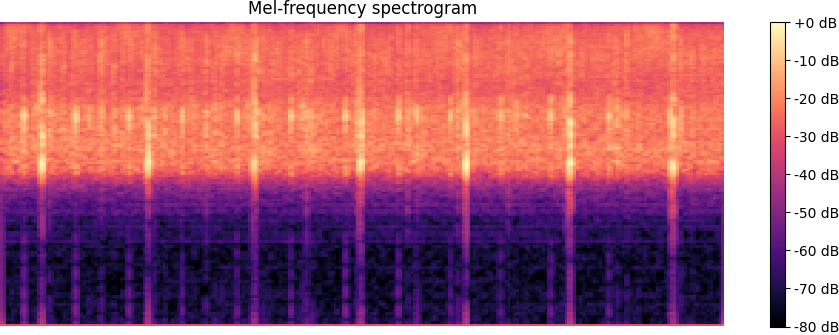 Mel-frequency spectrogram
+0 dB
-10 dB
-20 dB
-30 dB
-40 dB
-50 dB
-60 dB
-70 dB
-80 dB